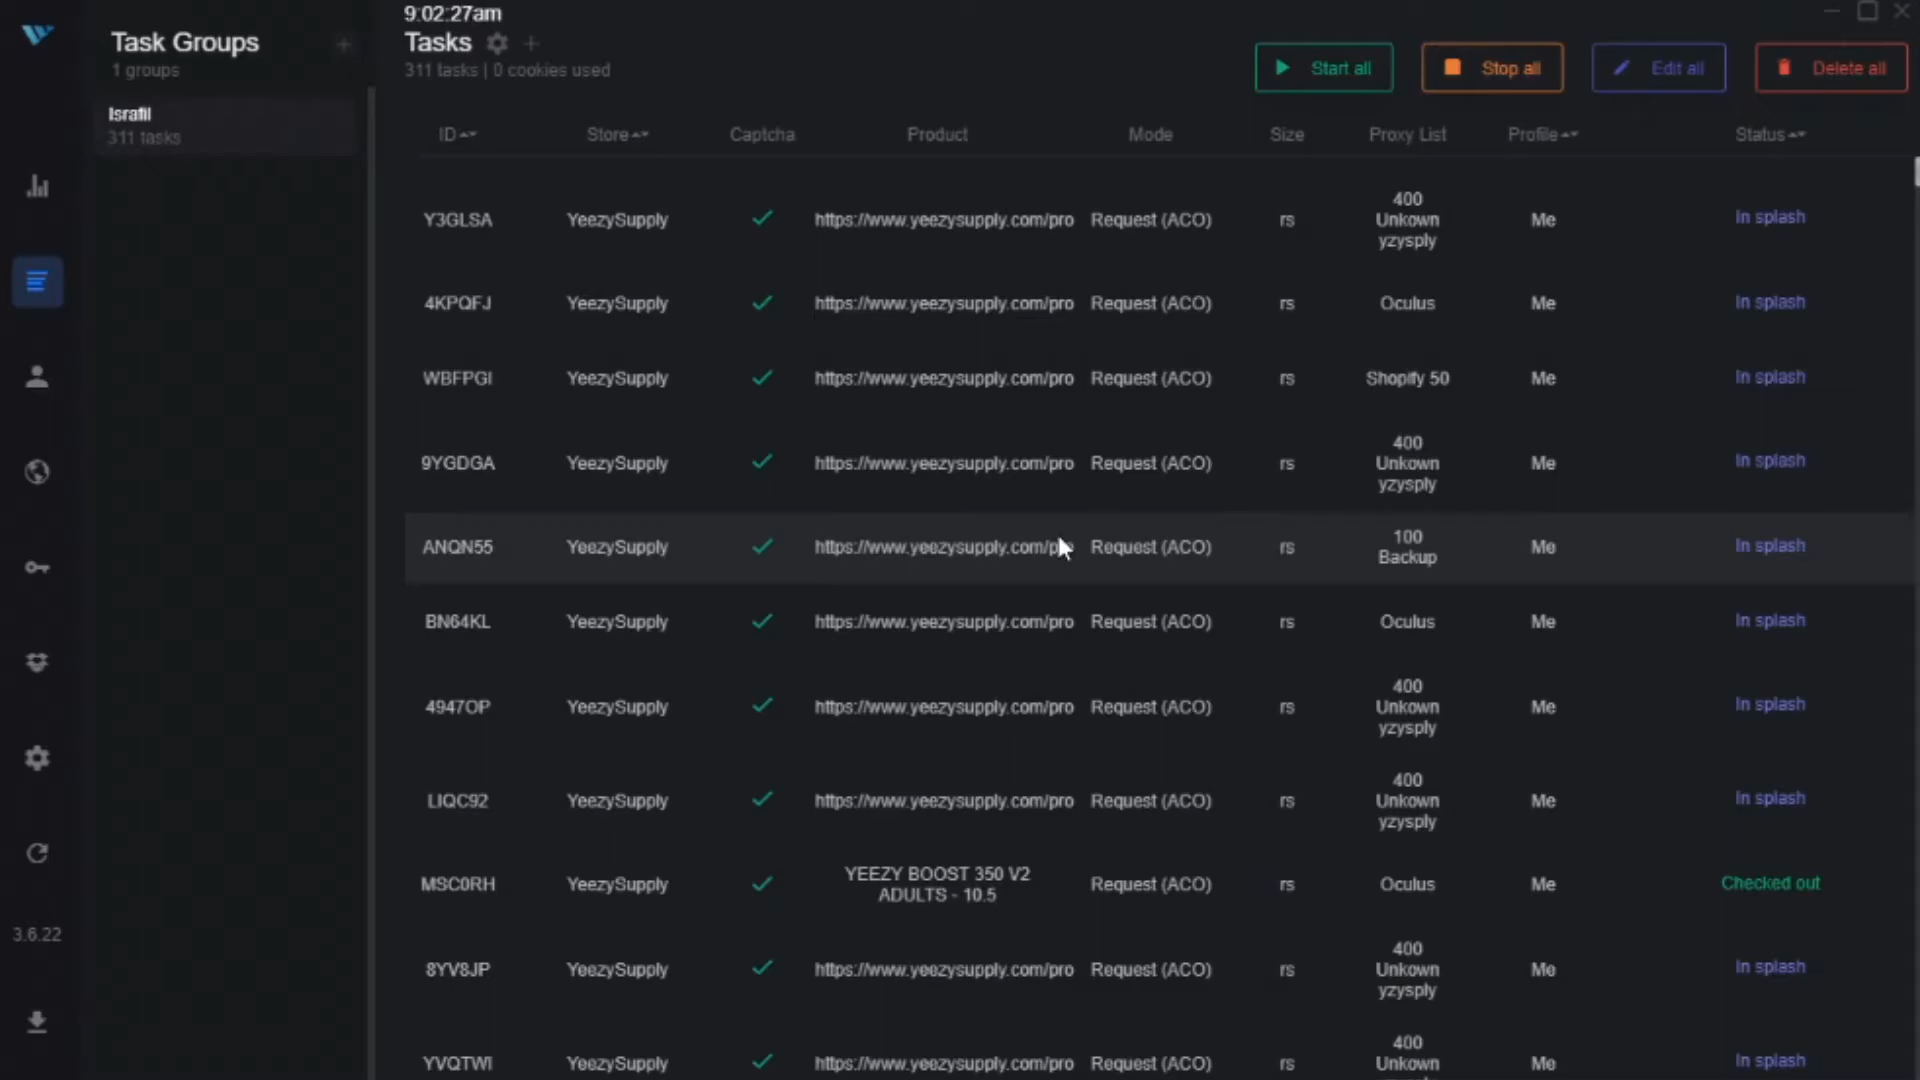 9:02:27am
Task Groups
1 groups
Israfil
311 tasks
Tasks
311 tasks | 0 cookies used
Start all
Stop all
Edit all
Delete all
ID Store Captcha Product Mode Size Proxy List Profile Status
Y3GLSA YeezySupply https://www.yeezysupply.com/pro Request (ACO) rs 400 Unkown yzysply Me In splash
4KPQFJ YeezySupply https://www.yeezysupply.com/pro Request (ACO) rs Oculus Me In splash
WBFPGI YeezySupply https://www.yeezysupply.com/pro Request (ACO) rs Shopify 50 Me In splash
9YGDGA YeezySupply https://www.yeezysupply.com/pro Request (ACO) rs 400 Unkown yzysply Me In splash
ANQN55 YeezySupply https://www.yeezysupply.com/pro Request (ACO) rs 100 Backup Me In splash
BN64KL YeezySupply https://www.yeezysupply.com/pro Request (ACO) rs Oculus Me In splash
4947OP YeezySupply https://www.yeezysupply.com/pro Request (ACO) rs 400 Unkown yzysply Me In splash
LIQC92 YeezySupply https://www.yeezysupply.com/pro Request (ACO) rs 400 Unkown yzysply Me In splash
MSC0RH YeezySupply YEEZY BOOST 350 V2 ADULTS - 10.5 Request (ACO) rs Oculus Me Checked out
8YV8JP YeezySupply https://www.yeezysupply.com/pro Request (ACO) rs 400 Unkown yzysply Me In splash
YVQTWI YeezySupply https://www.yeezysupply.com/pro Request (ACO) rs 400 Unkown Me In splash
3.6.22